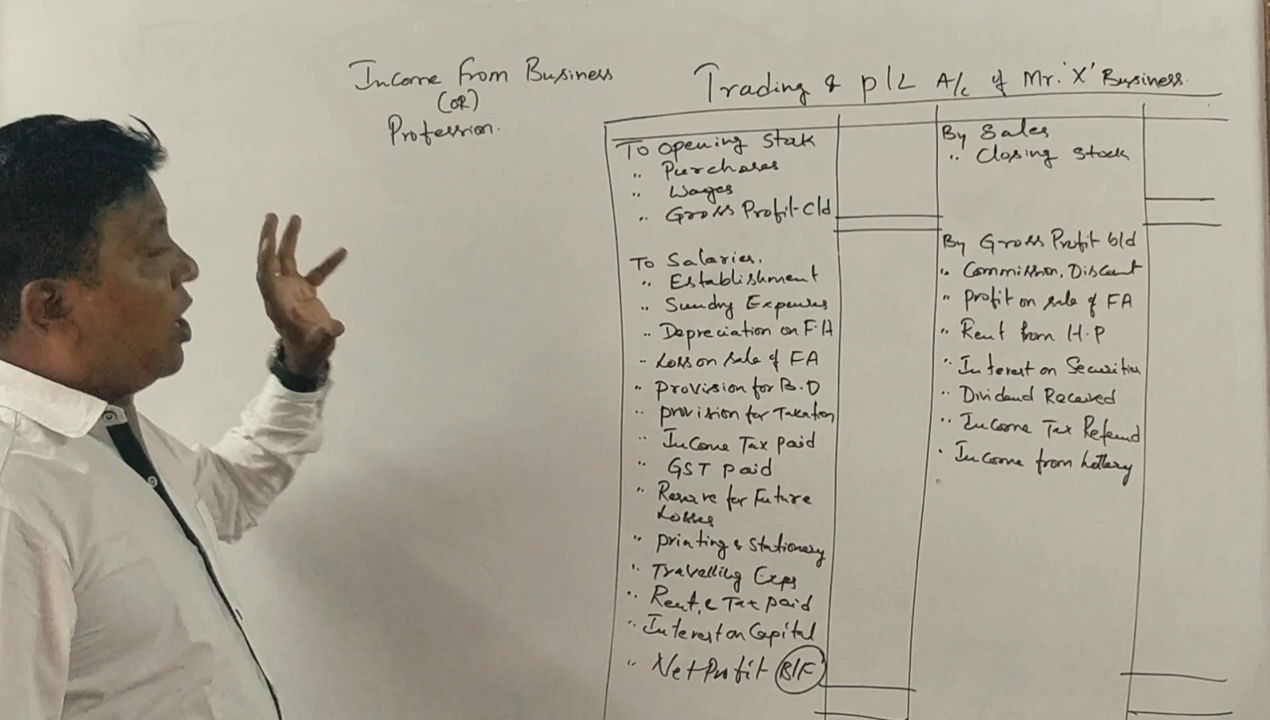 Income from Business
(OR)
Profession.
Trading & P/L A/c of Mr. 'X' Business.
To Opening Stock
" Purchases
" Wages
" Gross Profit c/d
To Salaries.
" Establishment
" Sundry Expenses
" Depreciation on F.A
" Loss on sale of FA
" Provision for B.D
" provision for Taxation
" Income Tax paid
" GST paid
" Reserve for Future
Losses
" printing & Stationery
" Travelling Exps
" Rent & Tax paid
" Interest on Capital
" Net Profit B/F
By Sales
" Closing Stock
By Gross Profit b/d
" Commission, Discount
" Profit on sale of FA
" Rent from H.P
" Interest on Securities
" Dividend Received
" Income Tax Refund
" Income from Lottery